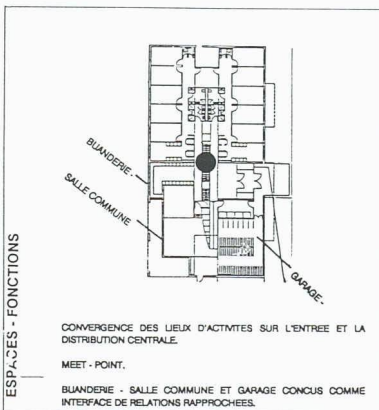 BUANDERIE.
SALLE COMMUNE
GARAGE.
ESPACES - FONCTIONS
CONVERGENCE DES LIEUX D'ACTIVITES SUR L'ENTREE ET LA
DISTRIBUTION CENTRALE.
MEET - POINT.
BUANDERIE - SALLE COMMUNE ET GARAGE CONCUS COMME
INTERFACE DE RELATIONS RAPPROCHEES.